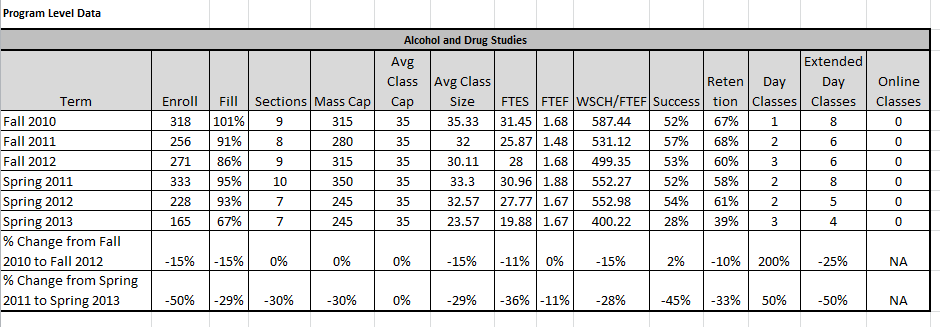 Program Level Data
Alcohol and Drug Studies
Term Enroll Fill Sections Mass Cap Avg Class Cap Avg Class Size FTES FTEF WSCH/FTEF Success Reten tion Day Classes Extended Day Classes Online Classes
Fall 2010 318 101% 9 315 35 35.33 31.45 1.68 587.44 52% 67% 1 8 0
Fall 2011 256 91% 8 280 35 32 25.87 1.48 531.12 57% 68% 2 6 0
Fall 2012 271 86% 9 315 35 30.11 28 1.68 499.35 53% 60% 3 6 0
Spring 2011 333 95% 10 350 35 33.3 30.96 1.88 552.27 52% 58% 2 8 0
Spring 2012 228 93% 7 245 35 32.57 27.77 1.67 552.98 54% 61% 2 5 0
Spring 2013 165 67% 7 245 35 23.57 19.88 1.67 400.22 28% 39% 3 4 0
% Change from Fall
2010 to Fall 2012 -15% -15% 0% 0% 0% -15% -11% 0% -15% 2% -10% 200% -25% NA
% Change from Spring
2011 to Spring 2013 -50% -29% -30% -30% 0% -29% -36% -11% -28% -45% -33% 50% -50% NA